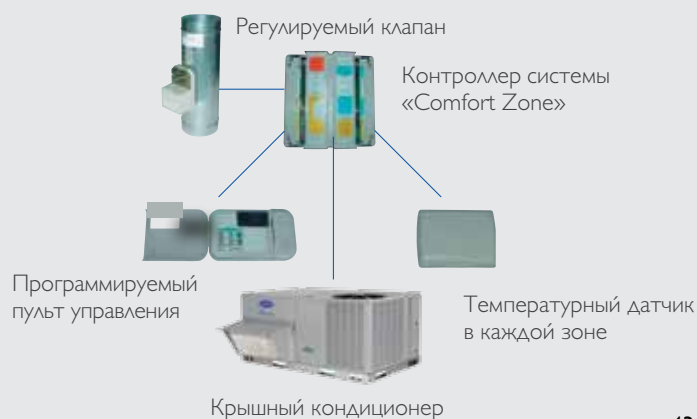 Регулируемый клапан
Контроллер системы
«Comfort Zone»
Программируемый
пульт управления
Температурный датчик
в каждой зоне
Крышный кондиционер